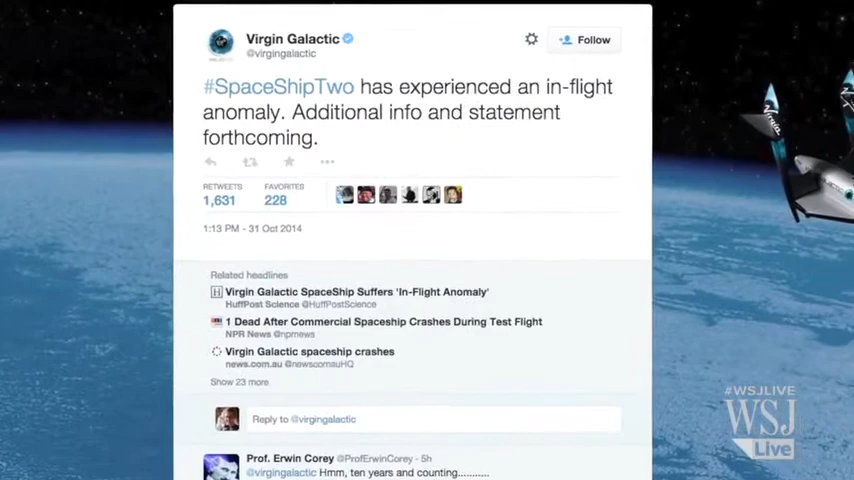 Virgin Galactic
@virgingalactic
Follow
#SpaceShipTwo has experienced an in-flight
anomaly. Additional info and statement
forthcoming.
RETWEETS
FAVORITES
1,631
228
1:13 PM - 31 Oct 2014
Related headlines
Virgin Galactic SpaceShip Suffers 'In-Flight Anomaly'
HuffPost Science @HuffPostScience
1 Dead After Commercial Spaceship Crashes During Test Flight
NPR News @nprnews
Virgin Galactic spaceship crashes
news.com.au @newscomauHQ
Show 23 more
Reply to @virgingalactic
Prof. Erwin Corey @ProfErwinCorey - 5h
@virgingalactic Hmm, ten years and counting...........
Virgin
#WSJLIVE
WSJ
Live